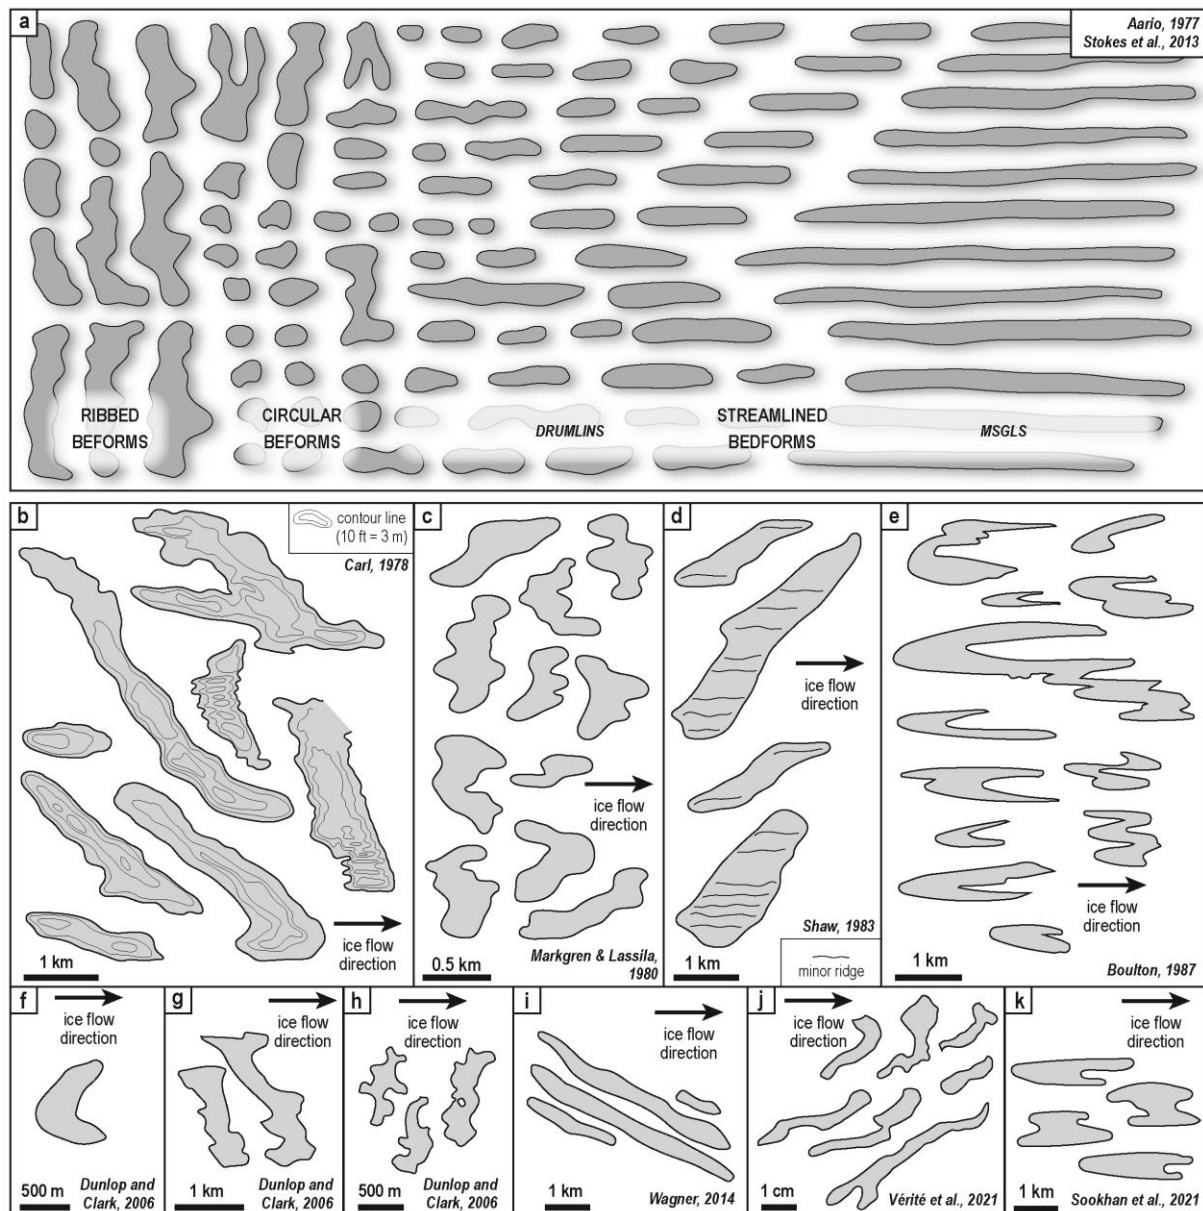 a
Aario, 1977
Stokes et al., 2013
RIBBED
BEFORMS
CIRCULAR
BEFORMS
DRUMLINS
STREAMLINED
BEDFORMS
MSGLS
b
contour line
(10 ft = 3 m)
Carl, 1978
ice flow
direction
1 km
c
ice flow
direction
0.5 km
Markgren & Lassila,
1980
d
ice flow
direction
Shaw, 1983
minor ridge
1 km
e
ice flow
direction
1 km
Boulton, 1987
f
ice flow
direction
500 m
Dunlop and
Clark, 2006
g
ice flow
direction
1 km
Dunlop and
Clark, 2006
h
ice flow
direction
500 m
Dunlop and
Clark, 2006
i
ice flow
direction
1 km
Wagner, 2014
j
ice flow
direction
1 cm
Vérité et al., 2021
k
ice flow
direction
1 km
Sookhan et al., 2021